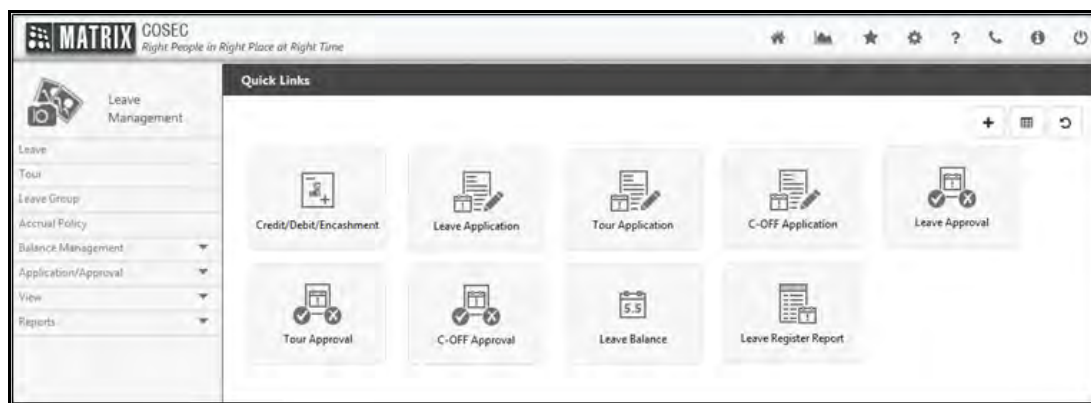 MATRIX COSEC
Right People in Right Place at Right Time
?
Leave
Management
Quick Links
Leave
Tour
Leave Group
Accrual Policy
Balance Management
Application/Approval
View
Reports
Credit/Debit/Encashment
Leave Application
Tour Application
C-OFF Application
Leave Approval
Tour Approval
C-OFF Approval
5.5
Leave Balance
Leave Register Report